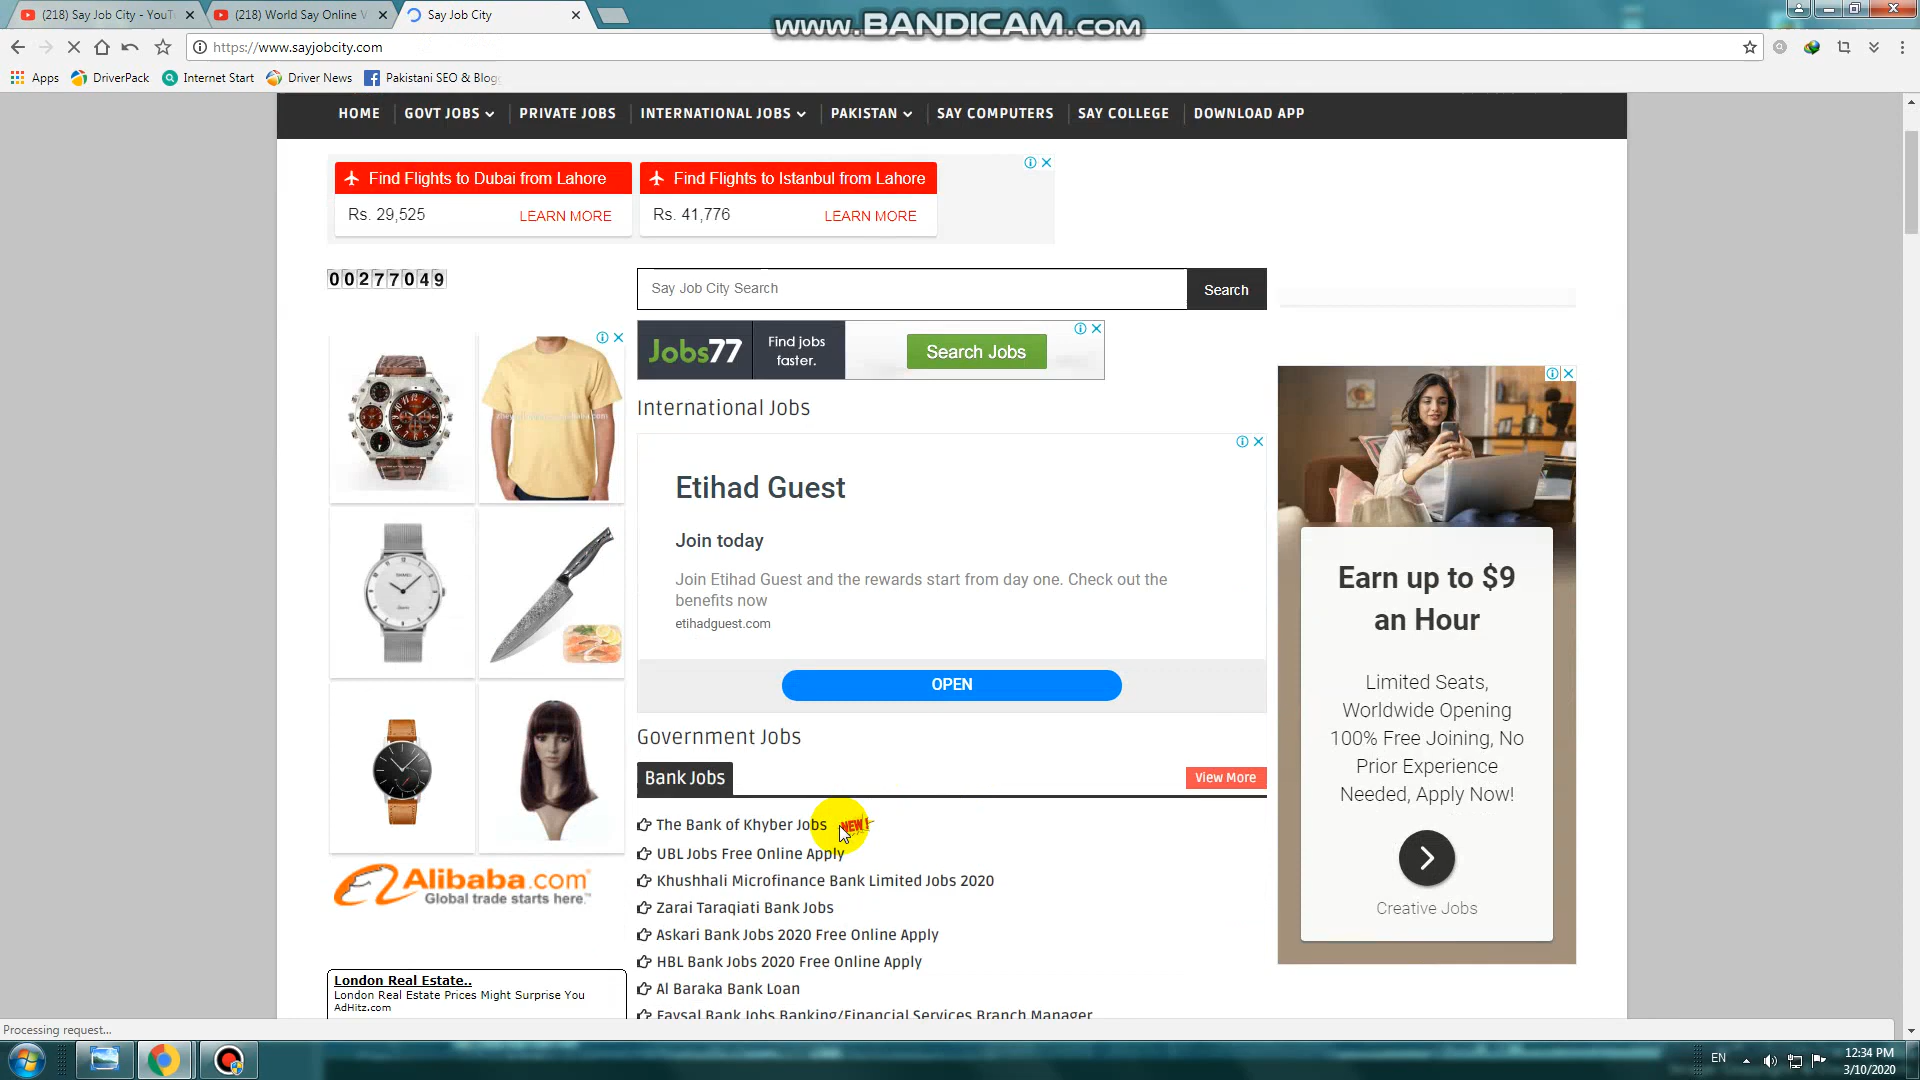 (218) Say Job City - YouT
(218) World Say Online V
Say Job City
www.BANDICAM.com
https://www.sayjobcity.com
Apps
DriverPack
Internet Start
Driver News
Pakistani SEO & Blog
HOME
GOVT JOBS
PRIVATE JOBS
INTERNATIONAL JOBS
PAKISTAN
SAY COMPUTERS
SAY COLLEGE
DOWNLOAD APP
Find Flights to Dubai from Lahore
Rs. 29,525
LEARN MORE
Find Flights to Istanbul from Lahore
Rs. 41,776
LEARN MORE
00277049
Say Job City Search
Search
Jobs77
Find jobs
faster.
Search Jobs
International Jobs
Etihad Guest
Join today
Join Etihad Guest and the rewards start from day one. Check out the
benefits now
etihadguest.com
OPEN
Government Jobs
Bank Jobs
View More
The Bank of Khyber Jobs NEW !
UBL Jobs Free Online Apply
Khushhali Microfinance Bank Limited Jobs 2020
Zarai Taraqiati Bank Jobs
Askari Bank Jobs 2020 Free Online Apply
HBL Bank Jobs 2020 Free Online Apply
Al Baraka Bank Loan
Faysal Bank Jobs Banking/Financial Services Branch Manager
Alibaba.com
Global trade starts here.™
London Real Estate..
London Real Estate Prices Might Surprise You
AdHitz.com
Earn up to $9
an Hour
Limited Seats,
Worldwide Opening
100% Free Joining, No
Prior Experience
Needed, Apply Now!
Creative Jobs
Processing request...
EN
12:34 PM
3/10/2020